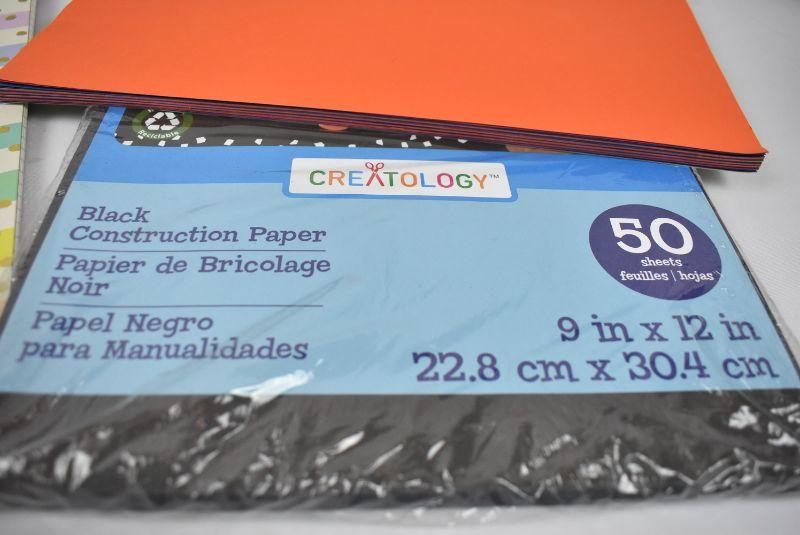 Recyclable
CREATOLOGY™
Black
Construction Paper
Papier de Bricolage
Noir
Papel Negro
para Manualidades
50
sheets
feuilles | hojas
9 in x 12 in
22.8 cm x 30.4 cm